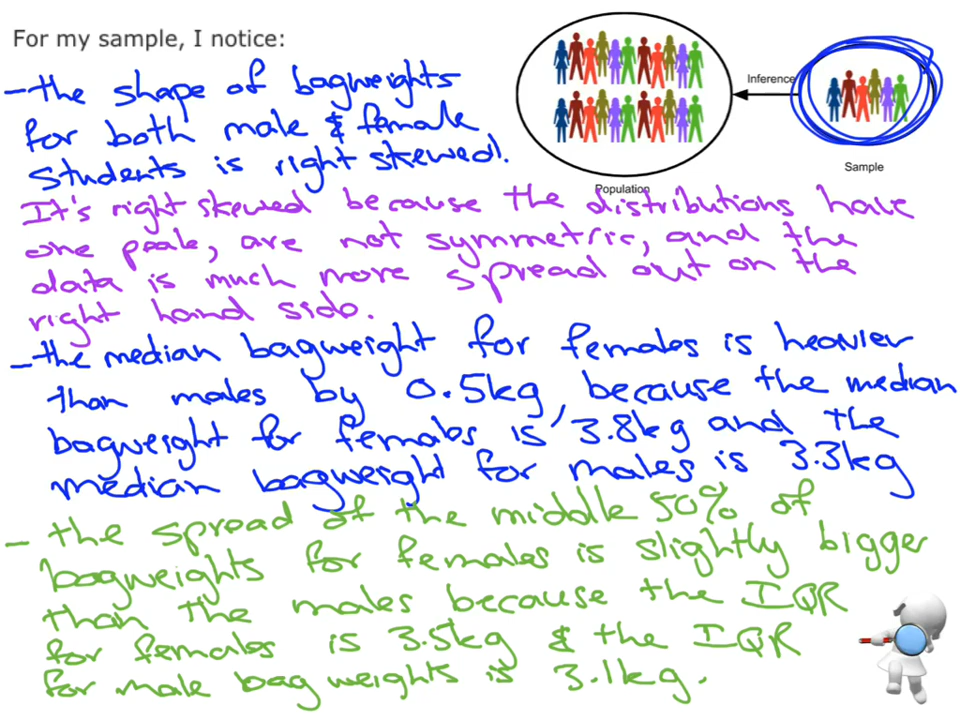 For my sample, I notice:
Inference
Sample
Population
- the shape of bagweights
for both male & female
students is right skewed.
It's right skewed because the distributions have
one peak, are not symmetric, and the
data is much more spread out on the
right hand side.
- the median bagweight for females is heavier
than males by 0.5kg, because the median
bagweight for females is 3.8kg and the
median bagweight for males is 3.3kg
- the spread of the middle 50% of
bagweights for females is slightly bigger
than the males because the IQR
for females is 3.5kg & the IQR
for male bag weights is 3.1kg.